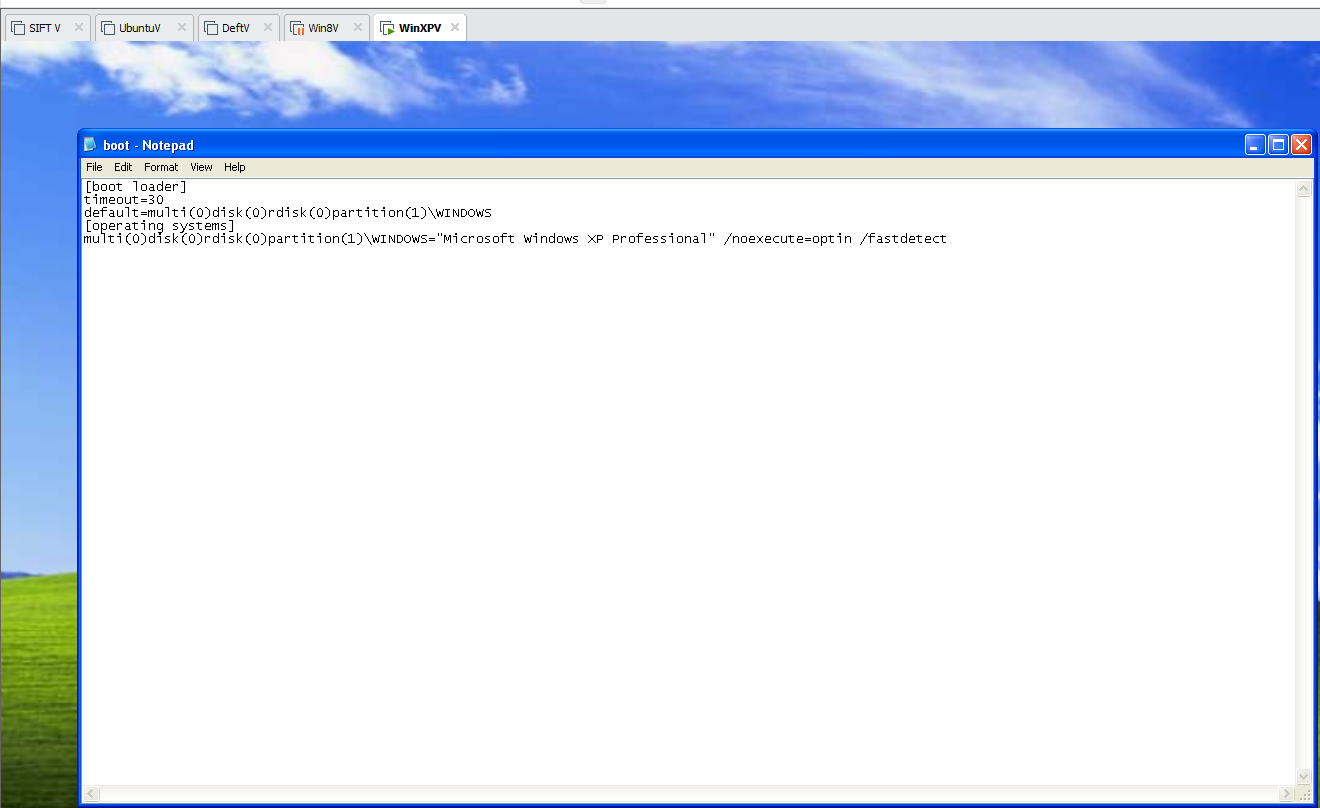 SIFT V UbuntuV DeftV Win8V WinXPV
boot - Notepad
File Edit Format View Help
[boot loader]
timeout=30
default=multi(0)disk(0)rdisk(0)partition(1)\WINDOWS
[operating systems]
multi(0)disk(0)rdisk(0)partition(1)\WINDOWS="Microsoft Windows XP Professional" /noexecute=optin /fastdetect